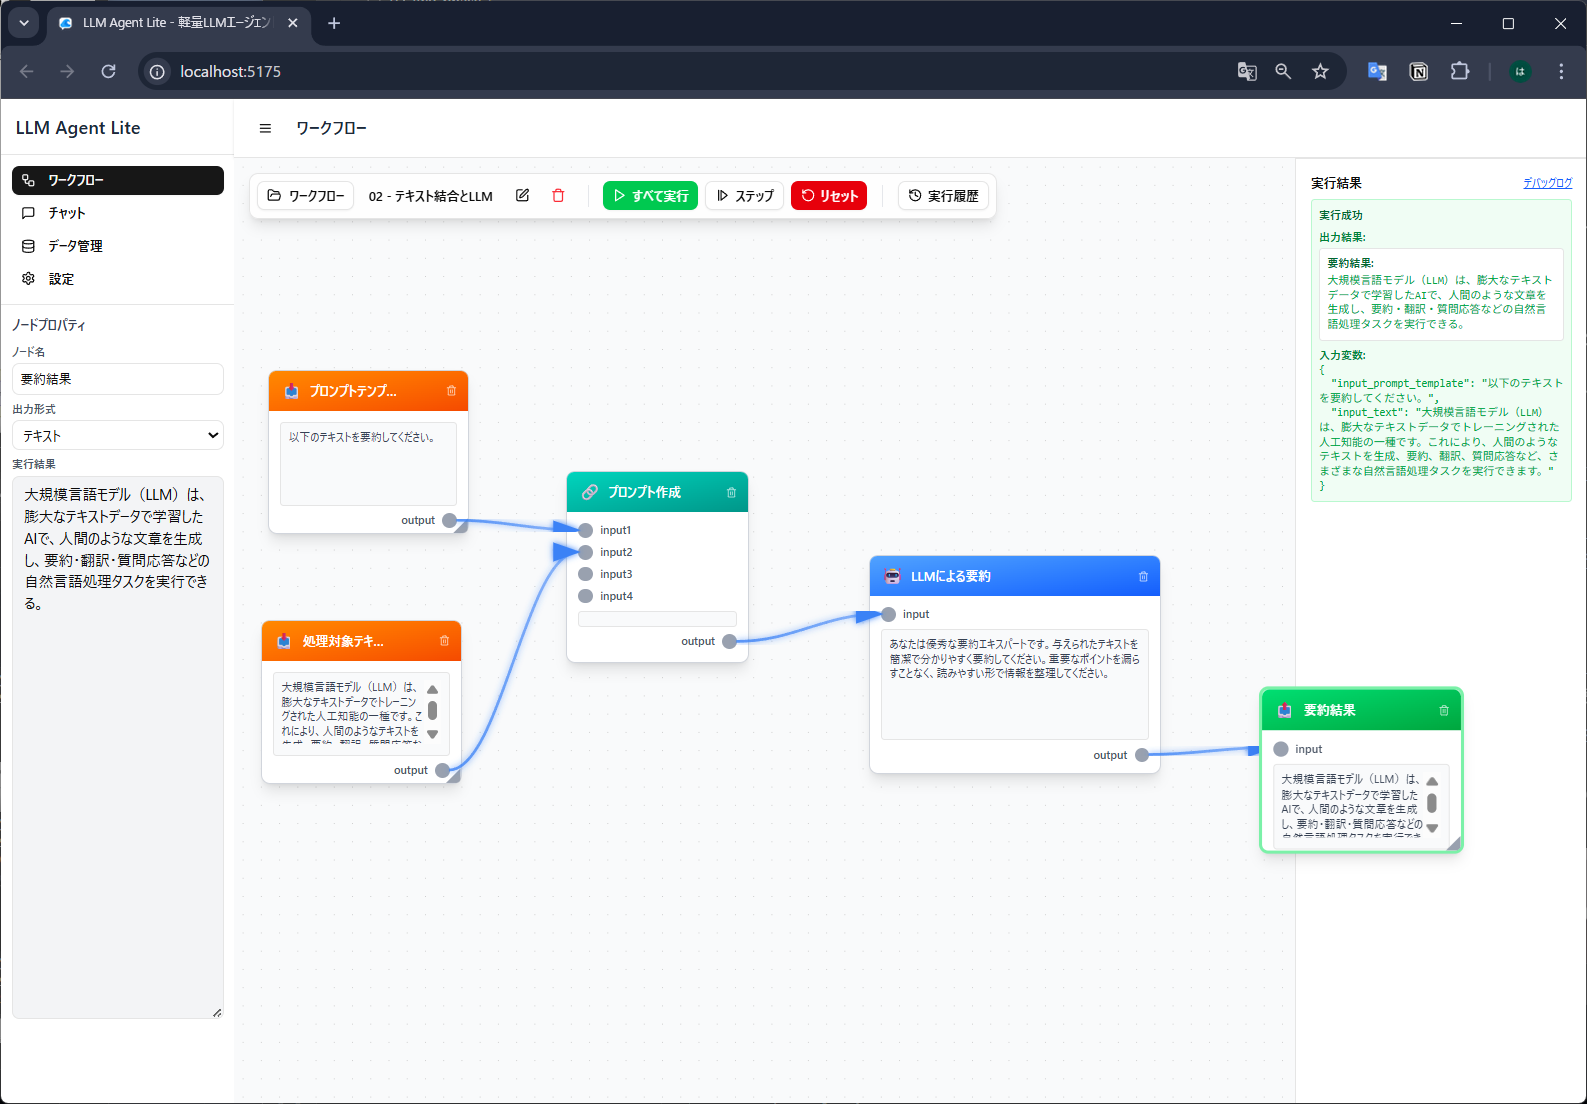 LLM Agent Lite - 軽量LLMエージェン
localhost:5175
は
LLM Agent Lite
ワークフロー
チャット
データ管理
設定
ノードプロパティ
ノード名
要約結果
出力形式
テキスト
実行結果
大規模言語モデル（LLM）は、
膨大なテキストデータで学習した
AIで、人間のような文章を生成
し、要約・翻訳・質問応答などの
自然言語処理タスクを実行でき
る。
ワークフロー
ワークフロー
02 - テキスト結合とLLM
すべて実行
ステップ
リセット
実行履歴
プロンプトテンプ...
以下のテキストを要約してください。
output
処理対象テキ...
大規模言語モデル（LLM）は、
膨大なテキストデータでトレーニン
グされた人工知能の一種です。こ
れにより、人間のようなテキストを
生成、要約、翻訳、質問応答な
output
プロンプト作成
input1
input2
input3
input4
output
LLMによる要約
input
あなたは優秀な要約エキスパートです。与えられたテキストを
簡潔で分かりやすく要約してください。重要なポイントを漏ら
すことなく、読みやすい形で情報を整理してください。
output
要約結果
input
大規模言語モデル（LLM）は、
膨大なテキストデータで学習した
AIで、人間のような文章を生成
し、要約・翻訳・質問応答などの
自然言語処理タスクを実行でき
実行結果
デバッグログ
実行成功
出力結果:
要約結果:
大規模言語モデル（LLM）は、膨大なテキスト
データで学習したAIで、人間のような文章を
生成し、要約・翻訳・質問応答などの自然言
語処理タスクを実行できる。
入力変数:
{
"input_prompt_template": "以下のテキスト
を要約してください。",
"input_text": "大規模言語モデル（LLM）
は、膨大なテキストデータでトレーニングされた
人工知能の一種です。これにより、人間のような
テキストを生成、要約、翻訳、質問応答など、さ
まざまな自然言語処理タスクを実行できます。"
}